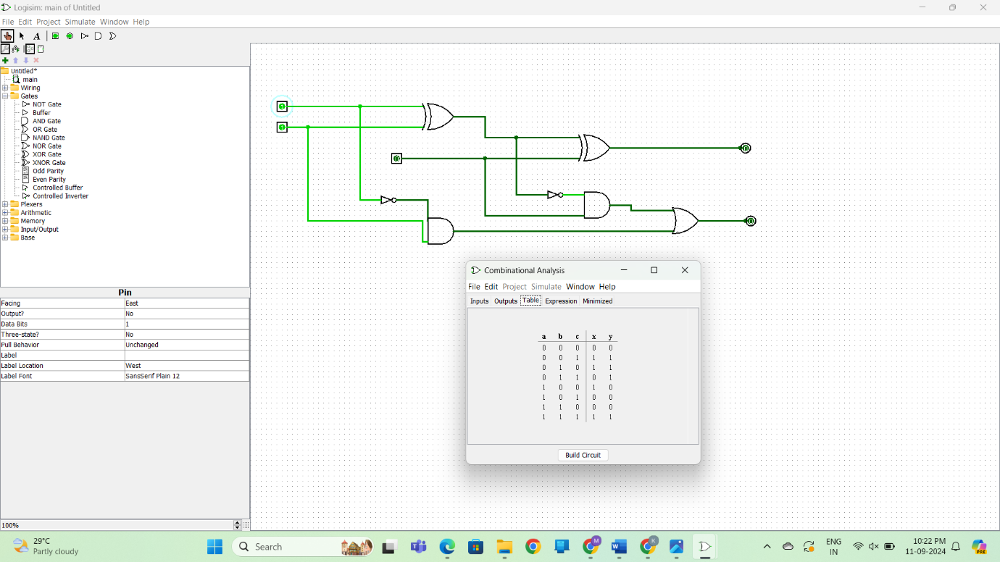 Logisim: main of Untitled
File Edit Project Simulate Window Help
A
Untitled*
main
Wiring
Gates
NOT Gate
Buffer
AND Gate
OR Gate
NAND Gate
NOR Gate
XOR Gate
XNOR Gate
Odd Parity
Even Parity
Controlled Buffer
Controlled Inverter
Plexers
Arithmetic
Memory
Input/Output
Base
Pin
Facing East
Output? No
Data Bits 1
Three-state? No
Pull Behavior Unchanged
Label
Label Location West
Label Font SansSerif Plain 12
100%
1
1
0
0
0
Combinational Analysis
File Edit Project Simulate Window Help
Inputs Outputs Table Expression Minimized
a b c x y
0 0 0 0 0
0 0 1 1 1
0 1 0 1 1
0 1 1 0 1
1 0 0 1 0
1 0 1 0 0
1 1 0 0 0
1 1 1 1 1
Build Circuit
29°C
Partly cloudy
Search
M
K
ENG
IN
10:22 PM
11-09-2024
PRE